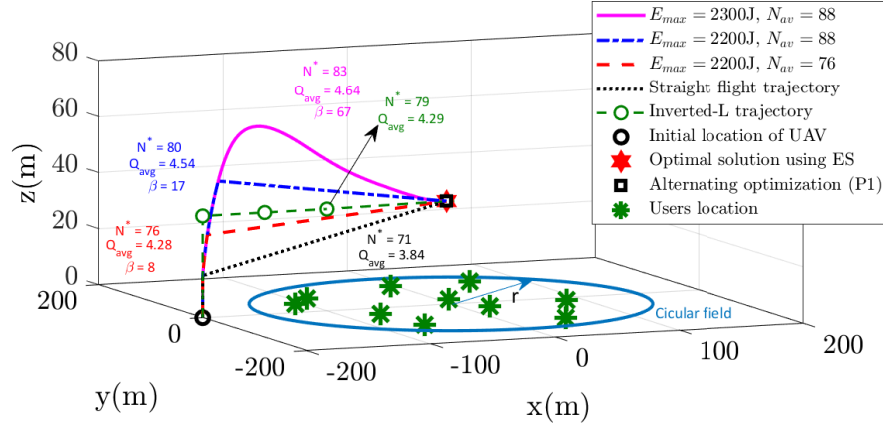 80
60
40
20
0
z(m)
200
0
-200
y(m)
-200
-100
0
100
200
x(m)
N* = 83
Q_avg = 4.64
β = 67
N* = 79
Q_avg = 4.29
N* = 80
Q_avg = 4.54
β = 17
N* = 76
Q_avg = 4.28
β = 8
N* = 71
Q_avg = 3.84
r
Cicular field
E_max = 2300J, N_av = 88
E_max = 2200J, N_av = 88
E_max = 2200J, N_av = 76
Straight flight trajectory
Inverted-L trajectory
Initial location of UAV
Optimal solution using ES
Alternating optimization (P1)
Users location